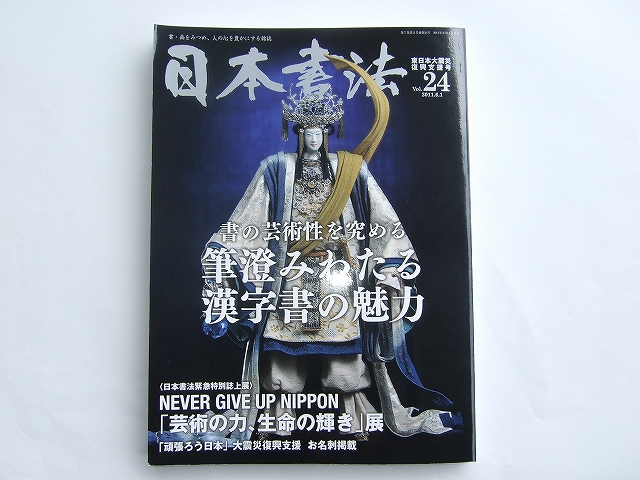 書・画をみつめ、人の心を豊かにする雑誌
日本書法
東日本大震災
復興支援号
Vol. 24
2011.6.1
書の芸術性を究める
筆澄みわたる
漢字書の魅力
〈日本書法緊急特別誌上展〉
NEVER GIVE UP NIPPON
「芸術の力、生命の輝き」展
「頑張ろう日本」大震災復興支援 お名刺掲載